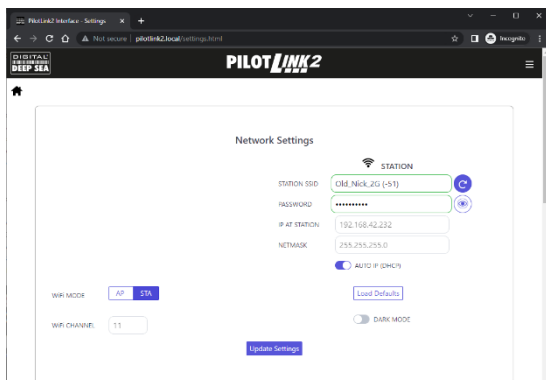 PilotLink2 Interface - Settings
Not secure | pilotlink2.local/settings.html
Incognito
DIGITAL
DEEP SEA
PILOTLINK2
Network Settings
STATION
STATION SSID
Old_Nick_2G (-51)
PASSWORD
••••••••••
IP AT STATION
192.168.42.232
NETMASK
255.255.255.0
AUTO IP (DHCP)
WIFI MODE
AP STA
Load Defaults
WIFI CHANNEL
11
DARK MODE
Update Settings